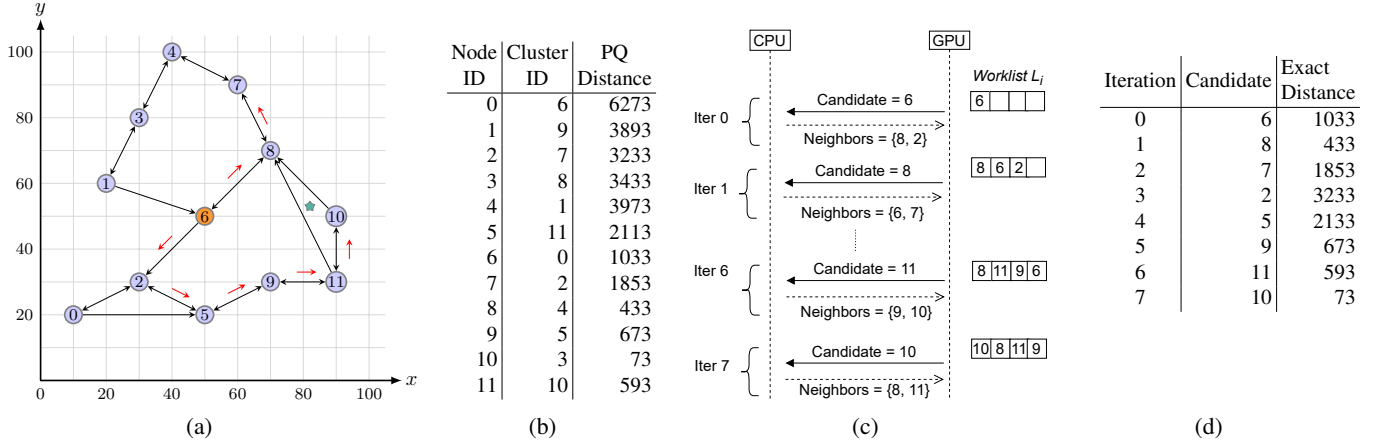 y
100
80
60
40
20
0
20
40
60
80
100
x
4
7
3
8
1
6
10
2
9
11
0
5
(a)
Node Cluster PQ
ID ID Distance
0 6 6273
1 9 3893
2 7 3233
3 8 3433
4 1 3973
5 11 2113
6 0 1033
7 2 1853
8 4 433
9 5 673
10 3 73
11 10 593
(b)
CPU GPU
Worklist Li
Iter 0
Candidate = 6
6
Neighbors = {8, 2}
Iter 1
Candidate = 8
8 6 2
Neighbors = {6, 7}
Iter 6
Candidate = 11
8 11 9 6
Neighbors = {9, 10}
Iter 7
Candidate = 10
10 8 11 9
Neighbors = {8, 11}
(c)
Iteration Candidate Exact
Distance
0 6 1033
1 8 433
2 7 1853
3 2 3233
4 5 2133
5 9 673
6 11 593
7 10 73
(d)